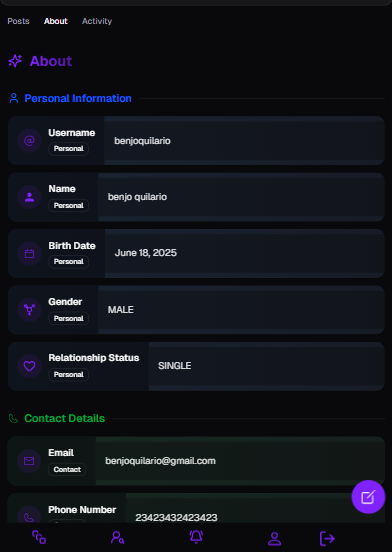 Posts About Activity
About
Personal Information
Username
Personal
benjoquilario
Name
Personal
benjo quilario
Birth Date
Personal
June 18, 2025
Gender
Personal
MALE
Relationship Status
Personal
SINGLE
Contact Details
Email
Contact
benjoquilario@gmail.com
Phone Number
23423432423423